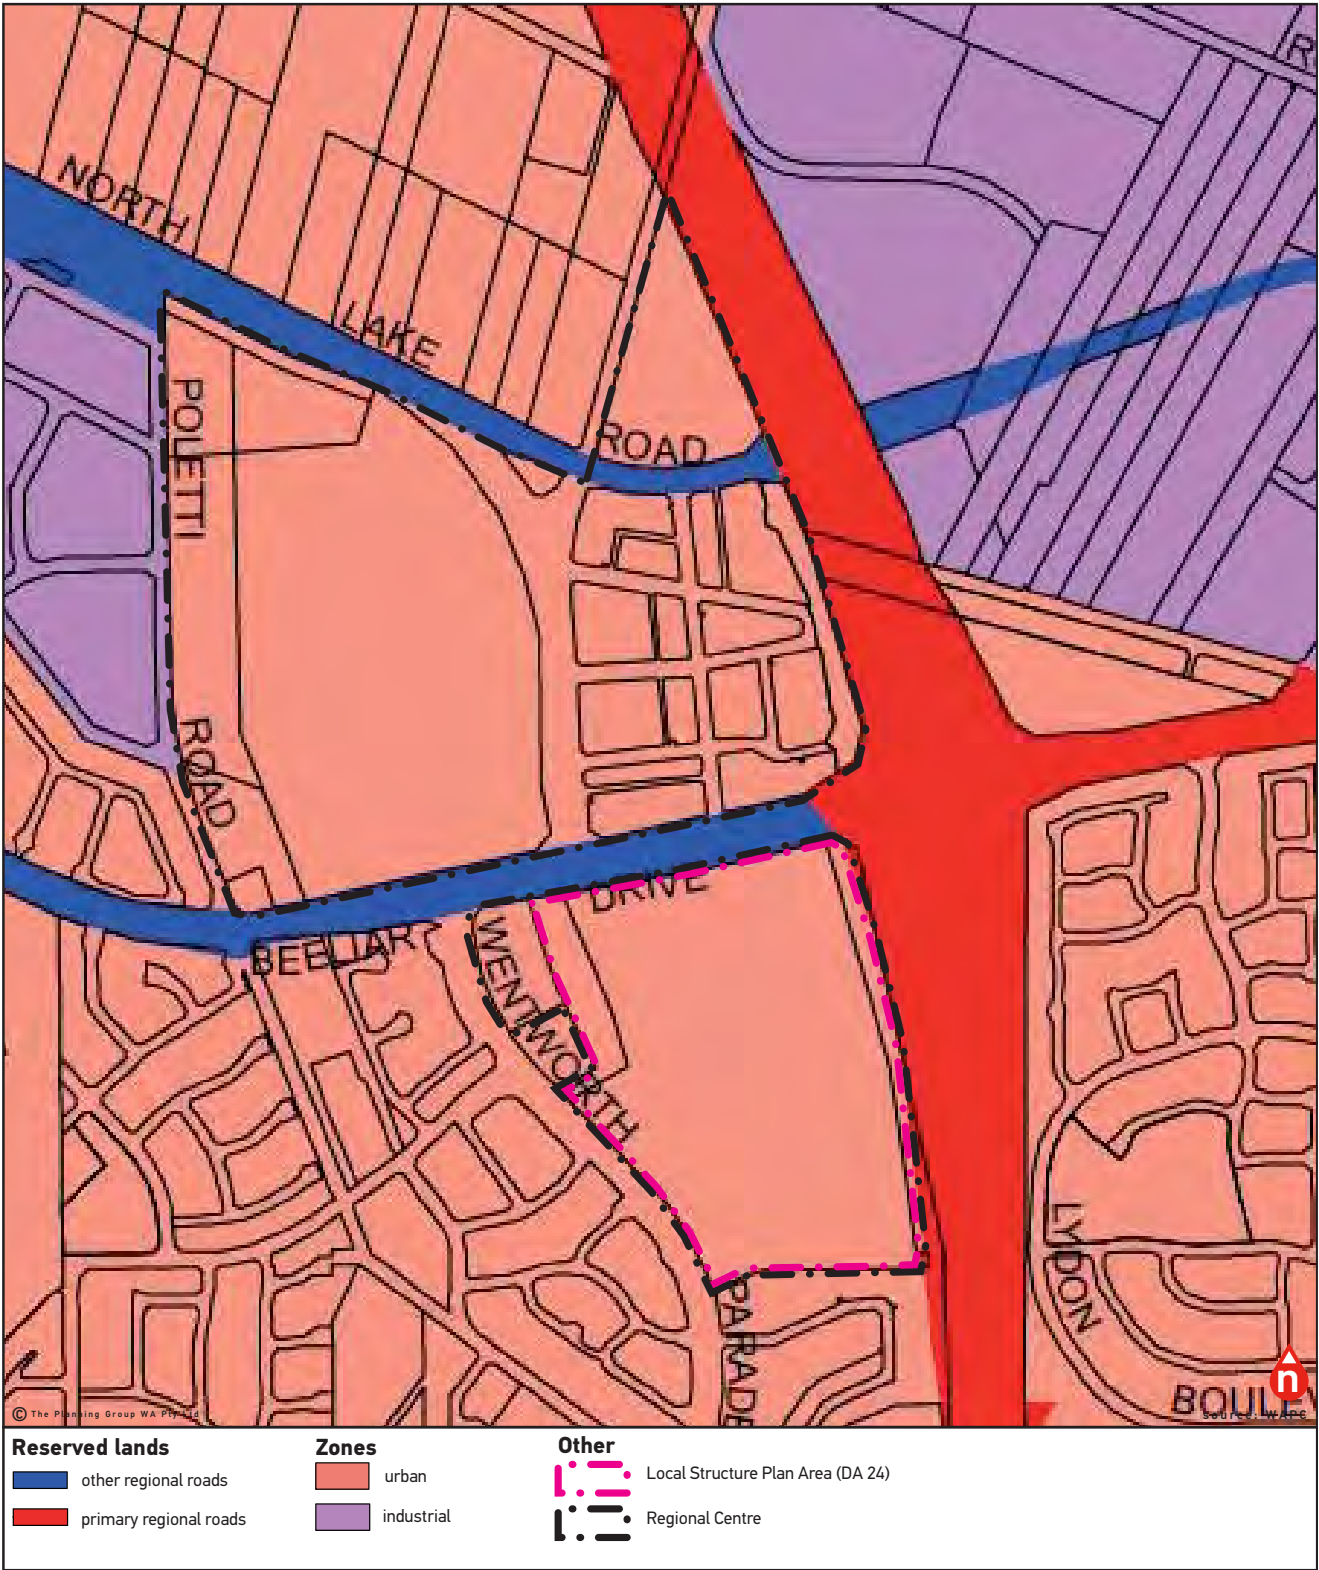 NORTH
LAKE
ROAD
POLETTI
ROAD
DRIVE
BEELIAR
WENTWORTH
PARADE
LYDON
n
© The Planning Group WA Pty Ltd
source: WAPC
Reserved lands
other regional roads
primary regional roads
Zones
urban
industrial
Other
Local Structure Plan Area (DA 24)
Regional Centre